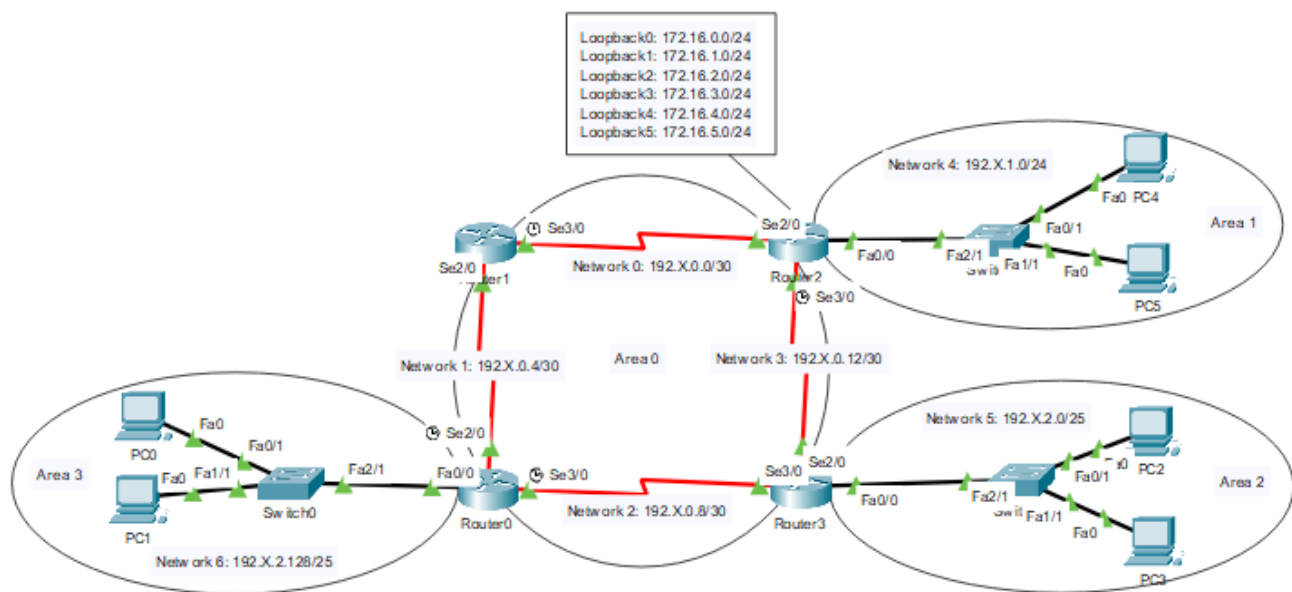 Loopback0: 172.16.0.0/24
Loopback1: 172.16.1.0/24
Loopback2: 172.16.2.0/24
Loopback3: 172.16.3.0/24
Loopback4: 172.16.4.0/24
Loopback5: 172.16.5.0/24
Network 4: 192.X.1.0/24
Fa0
PC4
Se3/0
Se2/0
Fa0/1
Area 1
Se2/0
Network 0: 192.X.0.0/30
Fa0/0
Fa2/1
Fa1/1
Fa0
Router2
Se3/0
PC5
Network 1: 192.X.0.4/30
Area 0
Network 3: 192.X.0.12/30
PC0
Fa0
Fa0/1
Se2/0
Network 5: 192.X.2.0/25
PC2
Area 3
Fa0
Fa1/1
Fa2/1
Fa0/0
Se3/0
Se3/0
Se2/0
Fa0/1
Area 2
PC1
Switch0
Router0
Network 2: 192.X.0.8/30
Router3
Fa0/0
Fa2/1
Fa1/1
Fa0
Network 6: 192.X.2.128/25
PC3